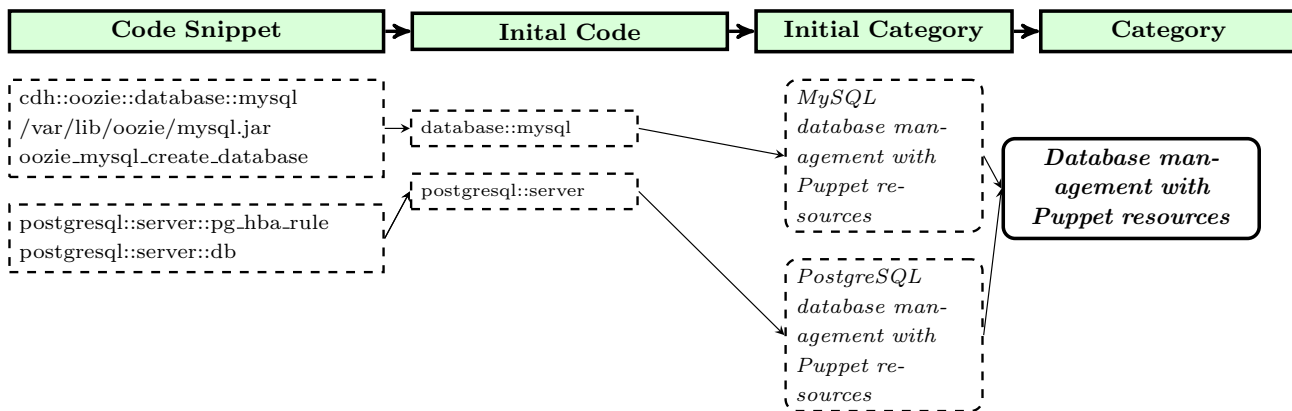 Code Snippet
Inital Code
Initial Category
Category
cdh::oozie::database::mysql
/var/lib/oozie/mysql.jar
oozie_mysql_create_database
postgresql::server::pg_hba_rule
postgresql::server::db
database::mysql
postgresql::server
MySQL
database man-
agement with
Puppet re-
sources
PostgreSQL
database man-
agement with
Puppet re-
sources
Database man-
agement with
Puppet resources